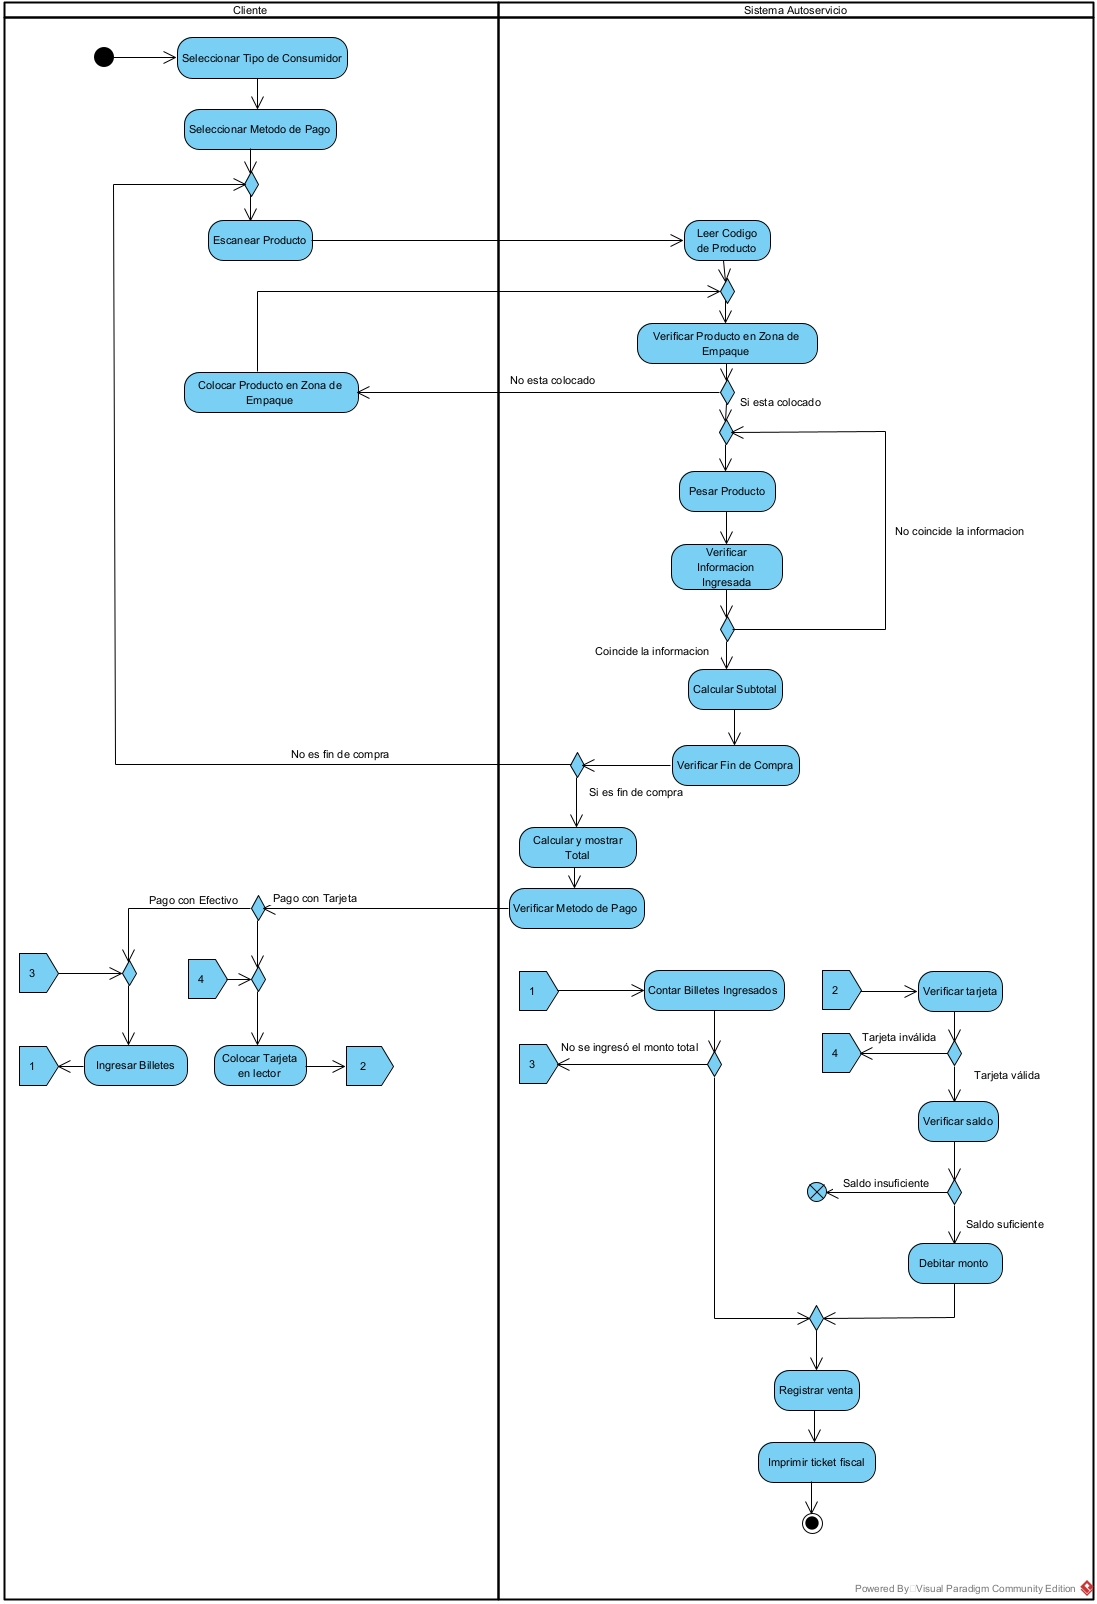 Cliente
Sistema Autoservicio
Seleccionar Tipo de Consumidor
Seleccionar Metodo de Pago
Escanear Producto
Leer Codigo
de Producto
Verificar Producto en Zona de
Empaque
No esta colocado
Colocar Producto en Zona de
Empaque
Si esta colocado
Pesar Producto
No coincide la informacion
Verificar
Informacion
Ingresada
Coincide la informacion
Calcular Subtotal
No es fin de compra
Verificar Fin de Compra
Si es fin de compra
Calcular y mostrar
Total
Pago con Efectivo
Pago con Tarjeta
Verificar Metodo de Pago
3
4
1
Contar Billetes Ingresados
2
Verificar tarjeta
No se ingresó el monto total
3
Tarjeta inválida
4
1
Ingresar Billetes
Colocar Tarjeta
en lector
2
Tarjeta válida
Verificar saldo
Saldo insuficiente
Saldo suficiente
Debitar monto
Registrar venta
Imprimir ticket fiscal
Powered By Visual Paradigm Community Edition